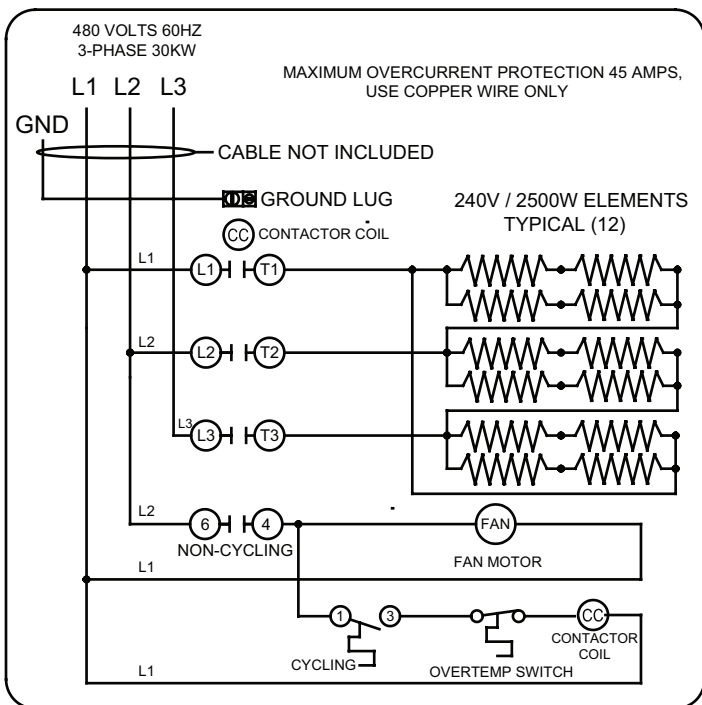 480 VOLTS 60HZ
3-PHASE 30KW
L1 L2 L3
MAXIMUM OVERCURRENT PROTECTION 45 AMPS,
USE COPPER WIRE ONLY
GND
CABLE NOT INCLUDED
GROUND LUG
240V / 2500W ELEMENTS
TYPICAL (12)
CC CONTACTOR COIL
L1
L1 T1
L2
L2 T2
L3
L3 T3
L2
6 4
FAN
NON-CYCLING
FAN MOTOR
L1
1 3
CC
CONTACTOR
COIL
CYCLING
OVERTEMP SWITCH
L1